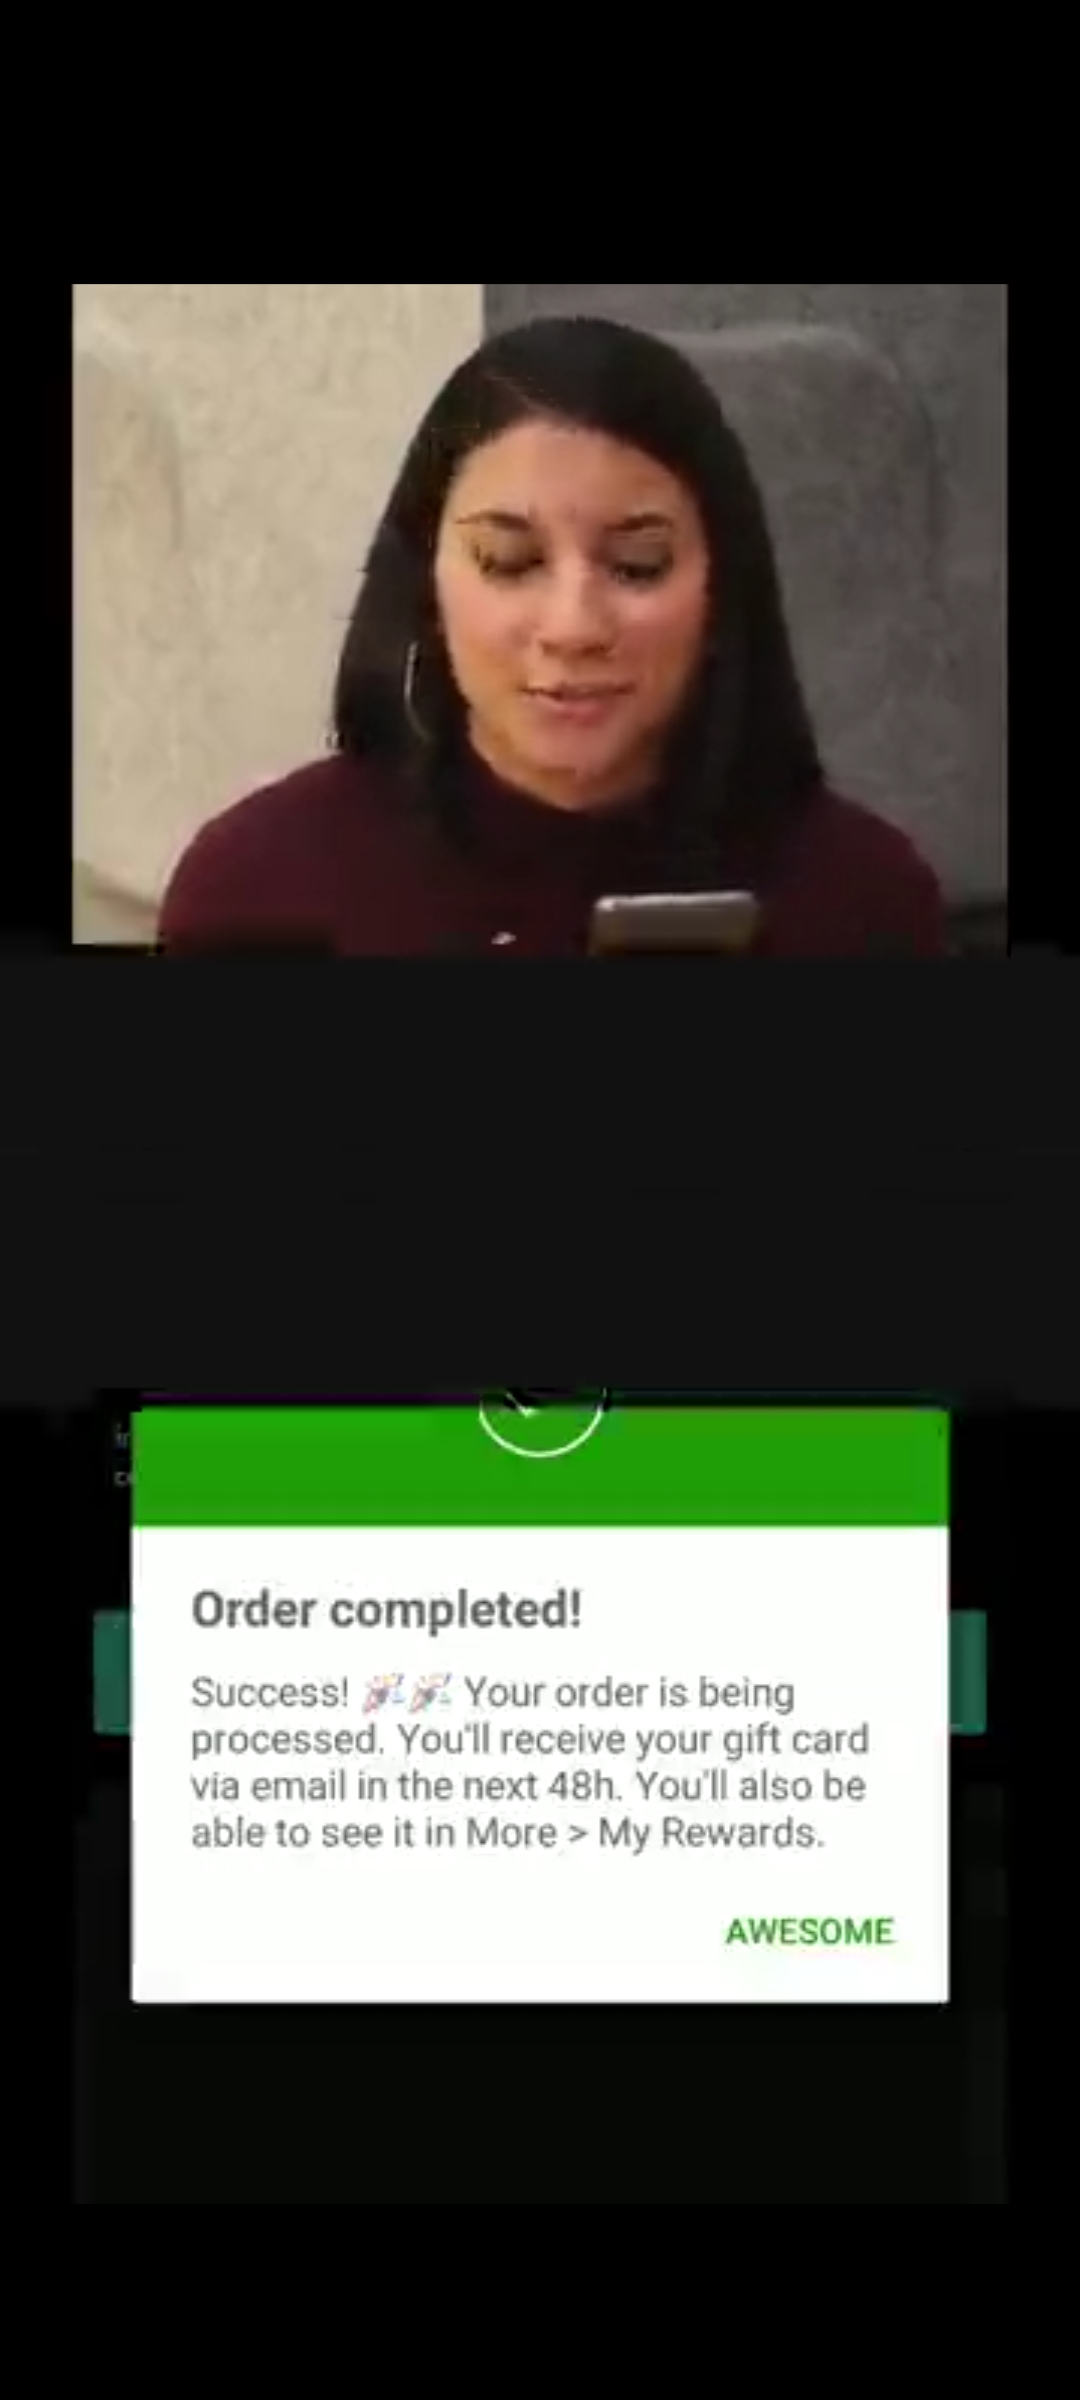 Order completed!
Success! 🎉🎉 Your order is being
processed. You'll receive your gift card
via email in the next 48h. You'll also be
able to see it in More > My Rewards.
AWESOME